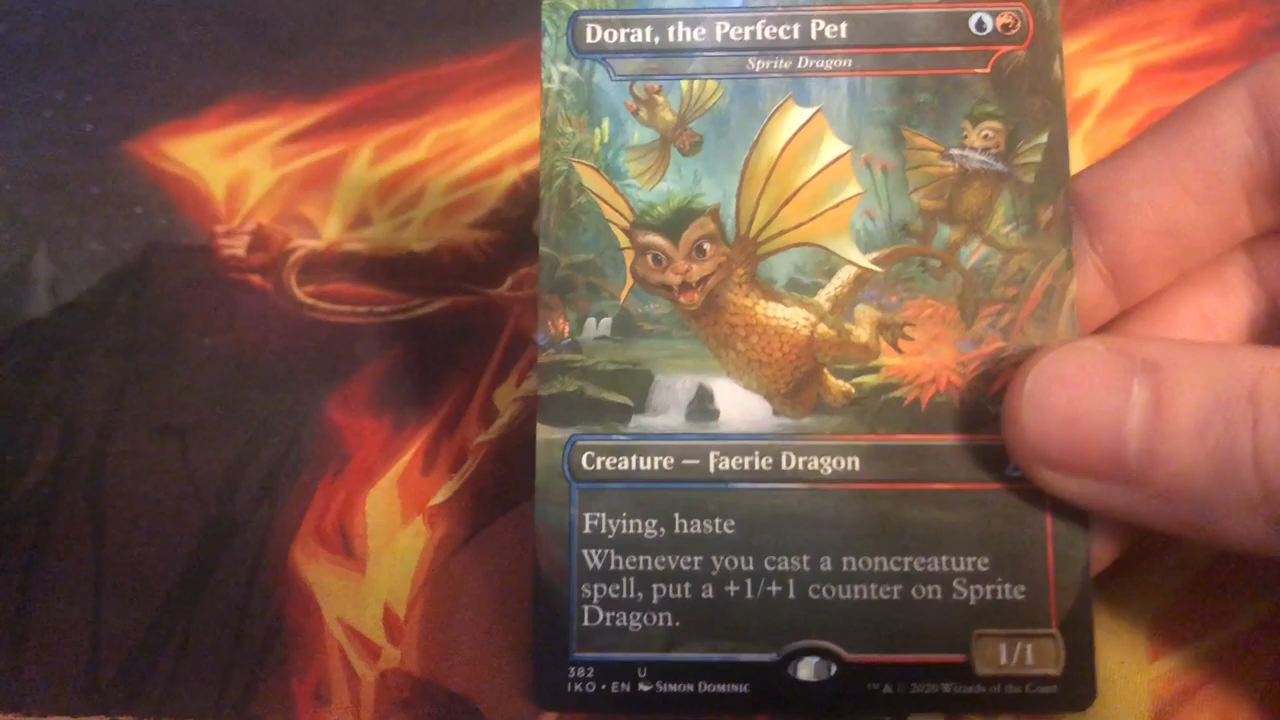 Dorat, the Perfect Pet
Sprite Dragon
Creature — Faerie Dragon
Flying, haste
Whenever you cast a noncreature
spell, put a +1/+1 counter on Sprite
Dragon.
1/1
382 U
IKO • EN Simon Dominic
™ & © 2020 Wizards of the Coast